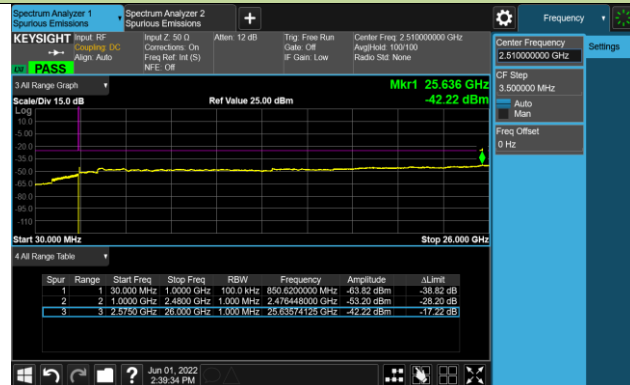 Spectrum Analyzer 1
Spurious Emissions
Spectrum Analyzer 2
Spurious Emissions
Frequency
KEYSIGHT
Input: RF
Coupling: DC
Align: Auto
Input Z: 50 Ω
Corrections: On
Freq Ref: Int (S)
NFE: Off
Atten: 12 dB
Trig: Free Run
Gate: Off
IF Gain: Low
Center Freq: 2.510000000 GHz
Avg|Hold: 100/100
Radio Std: None
PASS
Center Frequency
2.510000000 GHz
Settings
CF Step
3.500000 MHz
Auto
Man
Freq Offset
0 Hz
3 All Range Graph
Mkr1 25.636 GHz
Scale/Div 15.0 dB
Ref Value 25.00 dBm
-42.22 dBm
Log
10.0
-5.00
-20.0
-35.0
-50.0
-65.0
-80.0
-95.0
-110
Start 30.000 MHz
Stop 26.000 GHz
4 All Range Table
Spur Range Start Freq Stop Freq RBW Frequency Amplitude ΔLimit
1 1 30.000 MHz 1.0000 GHz 100.0 kHz 850.6200000 MHz -63.82 dBm -38.82 dB
2 2 1.0000 GHz 2.4800 GHz 1.000 MHz 2.476448000 GHz -53.20 dBm -28.20 dB
3 3 2.5750 GHz 26.000 GHz 1.000 MHz 25.63574125 GHz -42.22 dBm -17.22 dB
Jun 01, 2022
2:39:34 PM